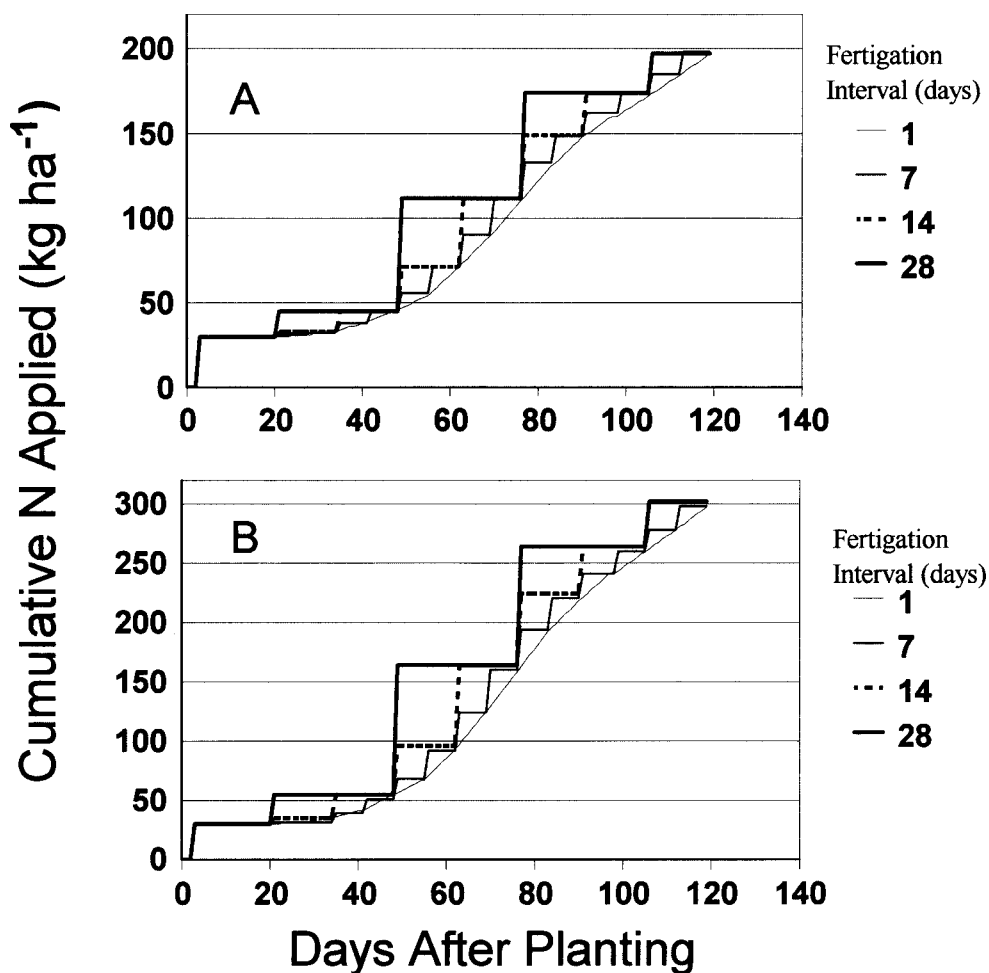 Cumulative N Applied (kg ha-1)
A
200
150
100
50
0
0 20 40 60 80 100 120 140
Fertigation
Interval (days)
1
7
14
28
B
300
250
200
150
100
50
0
0 20 40 60 80 100 120 140
Fertigation
Interval (days)
1
7
14
28
Days After Planting